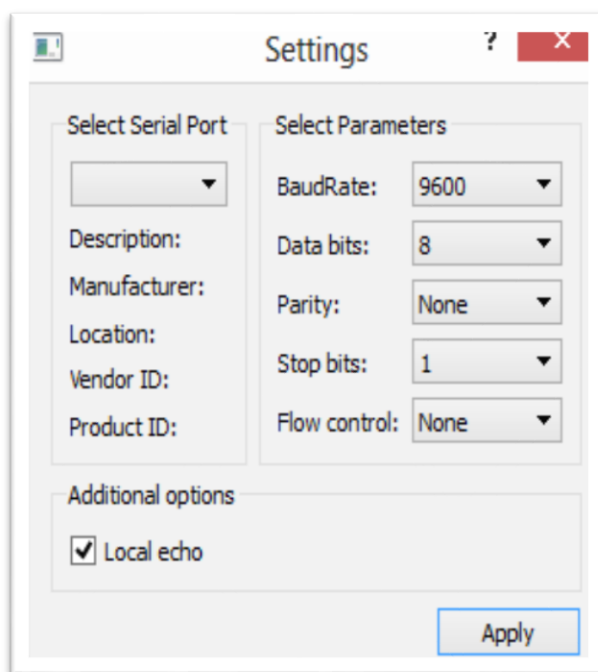 Settings
?
X
Select Serial Port
Description:
Manufacturer:
Location:
Vendor ID:
Product ID:
Select Parameters
BaudRate: 9600
Data bits: 8
Parity: None
Stop bits: 1
Flow control: None
Additional options
Local echo
Apply